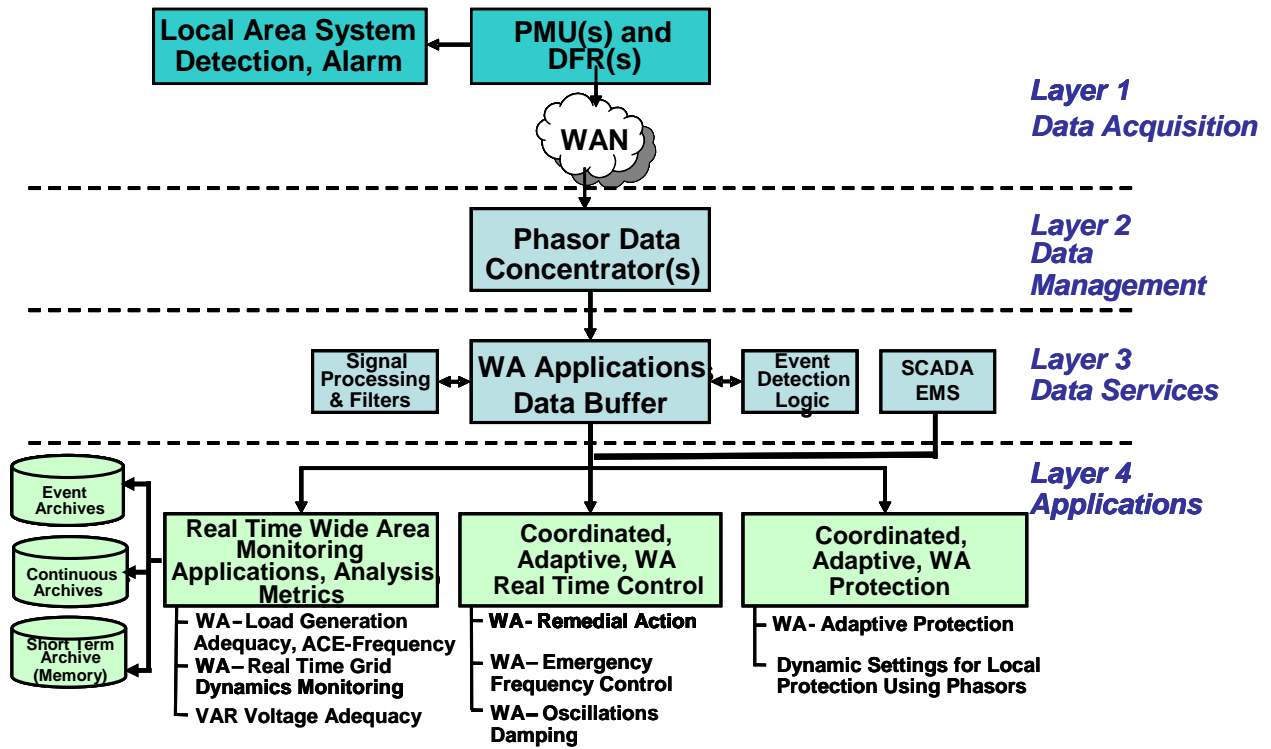 Local Area System
Detection, Alarm
PMU(s) and
DFR(s)
WAN
Layer 1
Data Acquisition
Phasor Data
Concentrator(s)
Layer 2
Data
Management
Signal
Processing
& Filters
WA Applications
Data Buffer
Event
Detection
Logic
SCADA
EMS
Layer 3
Data Services
Layer 4
Applications
Event
Archives
Continuous
Archives
Short Term
Archive
(Memory)
Real Time Wide Area
Monitoring
Applications, Analysis,
Metrics
WA–Load Generation
Adequacy, ACE-Frequency
WA–Real Time Grid
Dynamics Monitoring
VAR Voltage Adequacy
Coordinated,
Adaptive, WA
Real Time Control
WA- Remedial Action
WA–Emergency
Frequency Control
WA–Oscillations
Damping
Coordinated,
Adaptive, WA
Protection
WA- Adaptive Protection
Dynamic Settings for Local
Protection Using Phasors